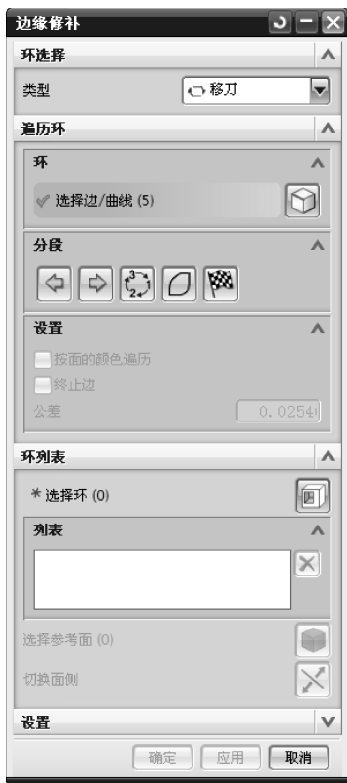 边缘修补
环选择
类型 移刀
遍历环
环
选择边/曲线 (5)
分段
3 2
设置
按面的颜色遍历
终止边
公差 0.0254
环列表
* 选择环 (0)
列表
选择参考面 (0)
切换面侧
设置
确定 应用 取消